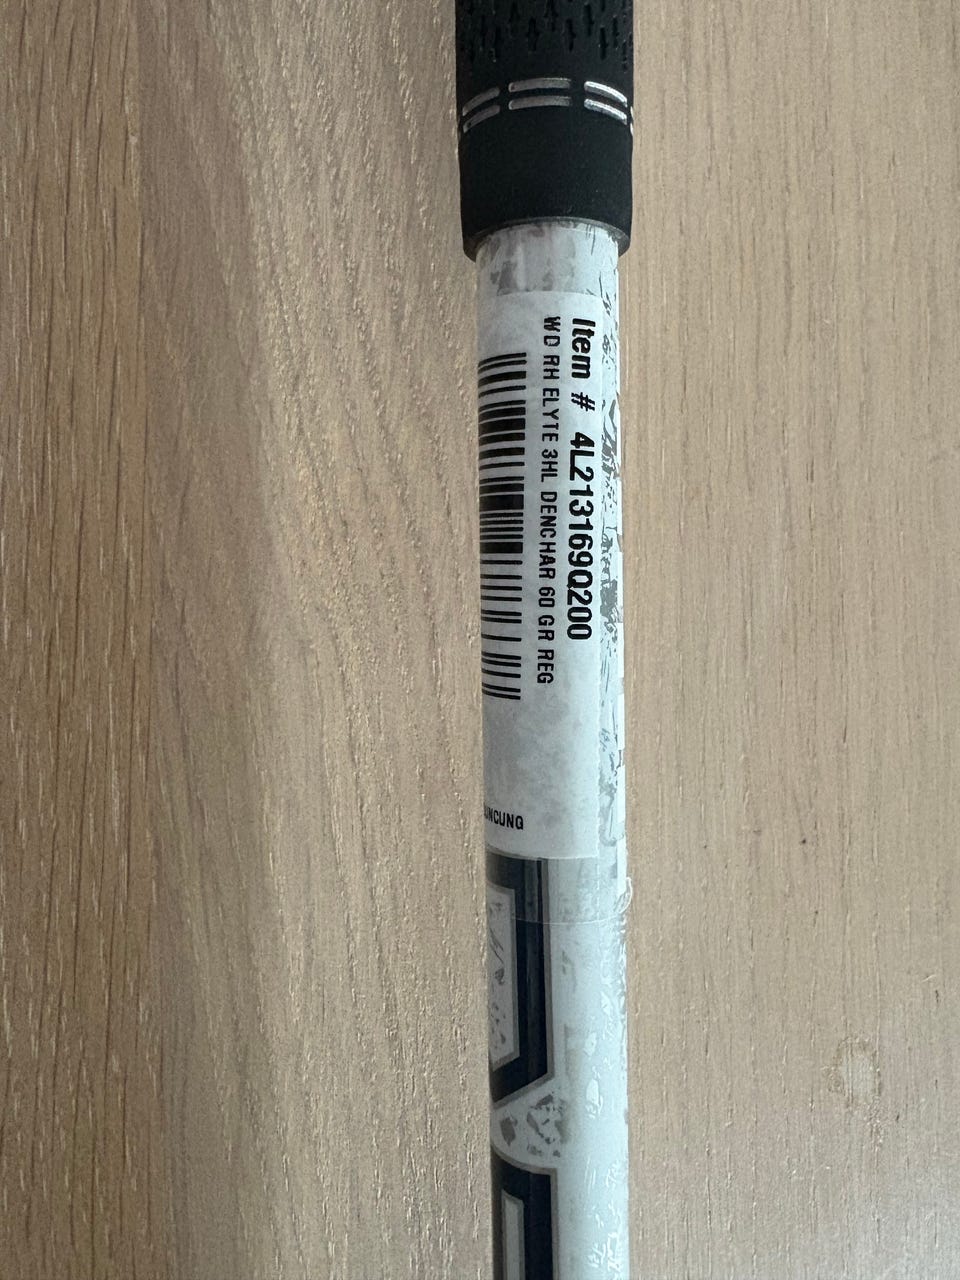 Item # 4L213169Q200
WD RH ELYTE 3HL DENCHAR 60 GR REG